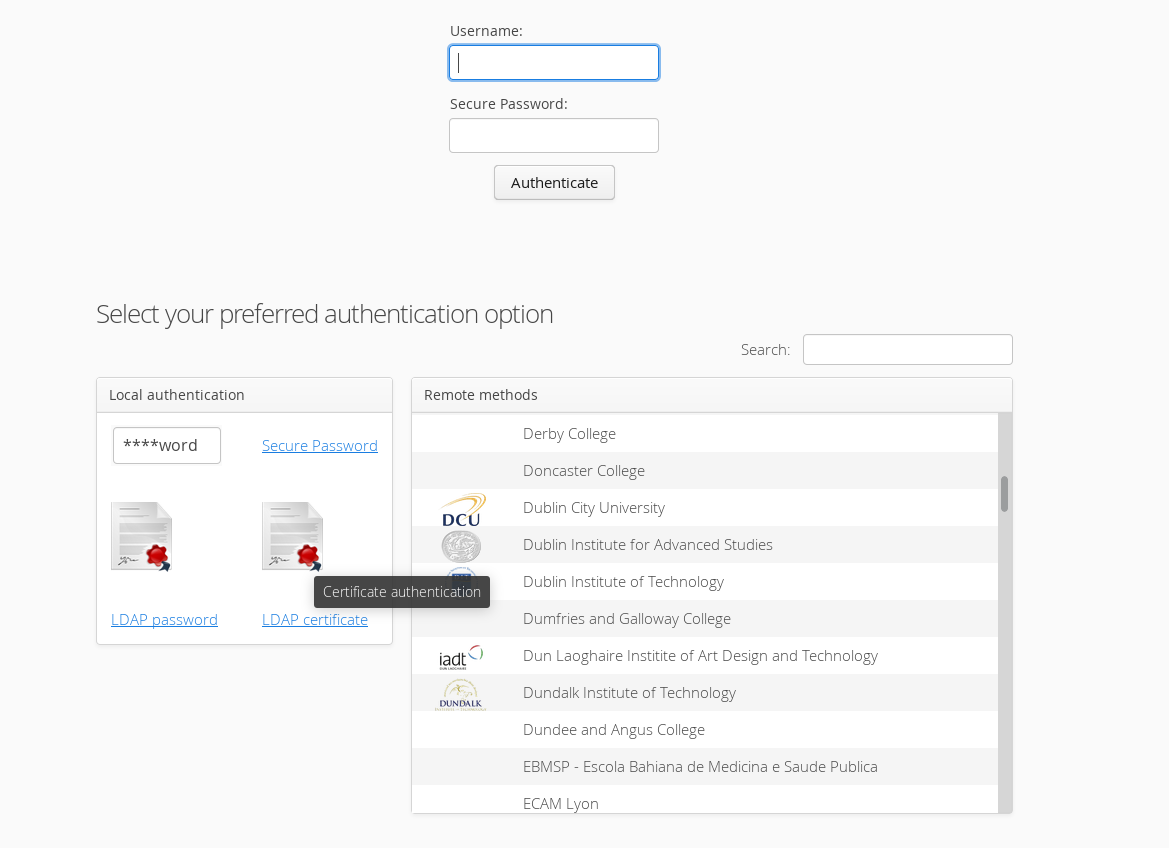 Username:
Secure Password:
Authenticate
Select your preferred authentication option
Search:
Local authentication
****word
Secure Password
LDAP password
LDAP certificate
Certificate authentication
Remote methods
Derby College
Doncaster College
DCU
Dublin City University
Dublin Institute for Advanced Studies
Dublin Institute of Technology
Dumfries and Galloway College
iadt
Dun Laoghaire Institite of Art Design and Technology
DUNDALK
Dundalk Institute of Technology
Dundee and Angus College
EBMSP - Escola Bahiana de Medicina e Saude Publica
ECAM Lyon